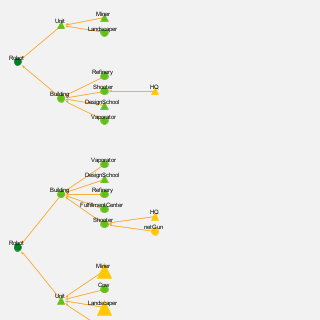 Miner
Unit
Landscaper
Robot
Refinery
Shooter
HQ
Building
DesignSchool
Vaporator
Vaporator
DesignSchool
Building
Refinery
FulfillmentCenter
HQ
Shooter
netGun
Robot
Miner
Cow
Unit
Landscaper